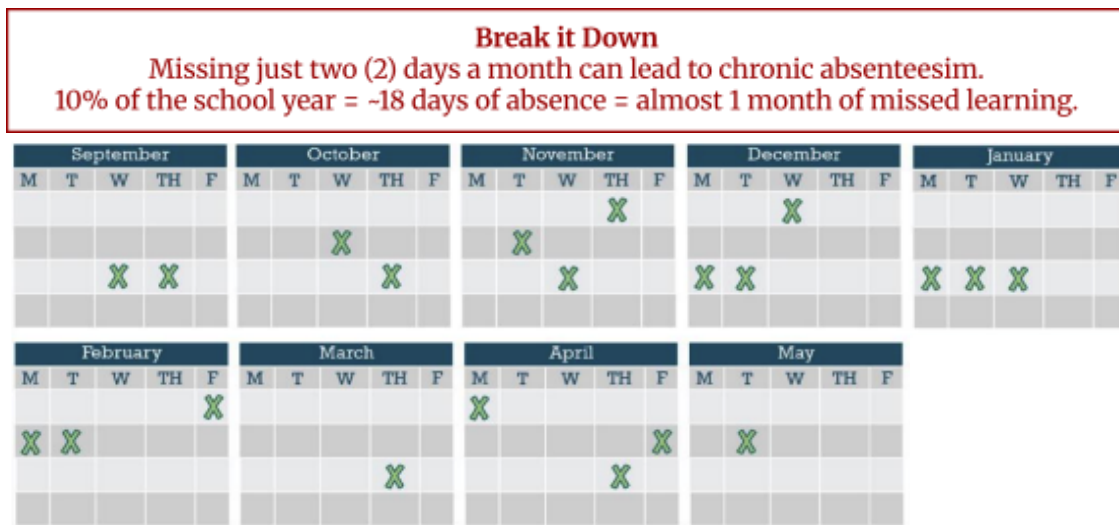 Break it Down
Missing just two (2) days a month can lead to chronic absenteesim.
10% of the school year = ~18 days of absence = almost 1 month of missed learning.
September October November December January
M T W TH F M T W TH F M T W TH F M T W TH F M T W TH F
X X
X X
X X X X X X X X X
February March April May
M T W TH F M T W TH F M T W TH F M T W TH F
X X
X X X X
X X